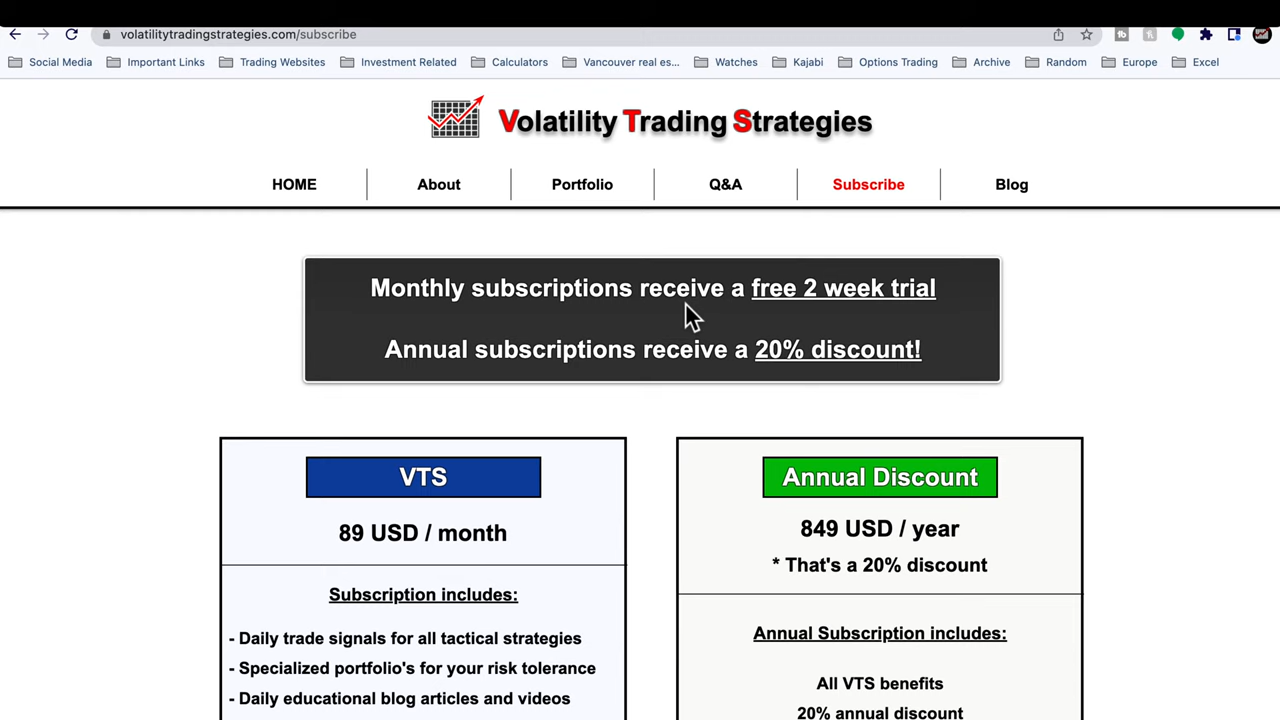 volatilitytradingstrategies.com/subscribe
Social Media Important Links Trading Websites Investment Related Calculators Vancouver real es... Watches Kajabi Options Trading Archive Random Europe Excel
Volatility Trading Strategies
HOME About Portfolio Q&A Subscribe Blog
Monthly subscriptions receive a free 2 week trial
Annual subscriptions receive a 20% discount!
VTS
89 USD / month
Subscription includes:
- Daily trade signals for all tactical strategies
- Specialized portfolio's for your risk tolerance
- Daily educational blog articles and videos
Annual Discount
849 USD / year
* That's a 20% discount
Annual Subscription includes:
All VTS benefits
20% annual discount